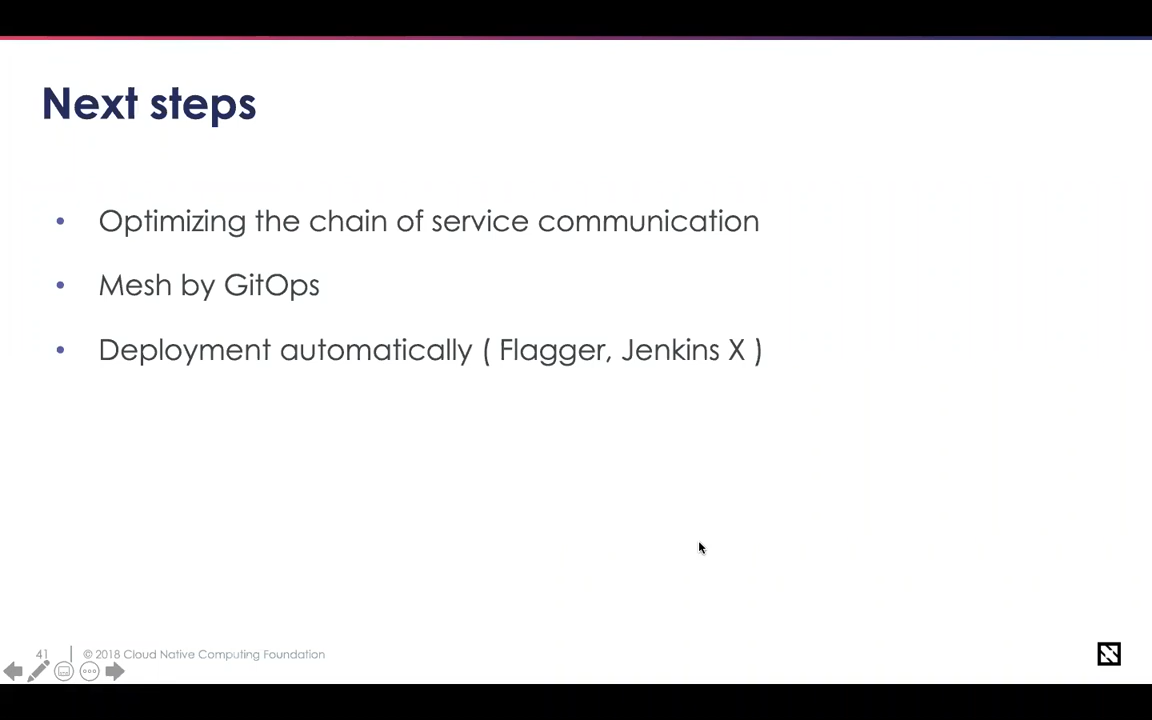 Next steps
• Optimizing the chain of service communication
• Mesh by GitOps
• Deployment automatically ( Flagger, Jenkins X )
41 | © 2018 Cloud Native Computing Foundation